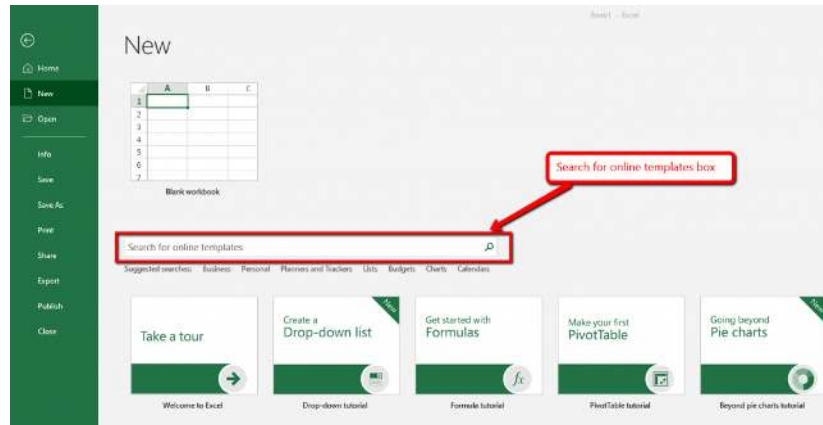 Book1 - Excel
New
Home
New
Open
Info
Save
Save As
Print
Share
Export
Publish
Close
A B C
1
2
3
4
5
6
7
Blank workbook
Search for online templates box
Search for online templates
Suggested searches: Business Personal Planners and Trackers Lists Budgets Charts Calendars
Take a tour
Welcome to Excel
New
Create a
Drop-down list
Drop-down tutorial
Get started with
Formulas
fx
Formula tutorial
Make your first
PivotTable
PivotTable tutorial
New
Going beyond
Pie charts
Beyond pie charts tutorial